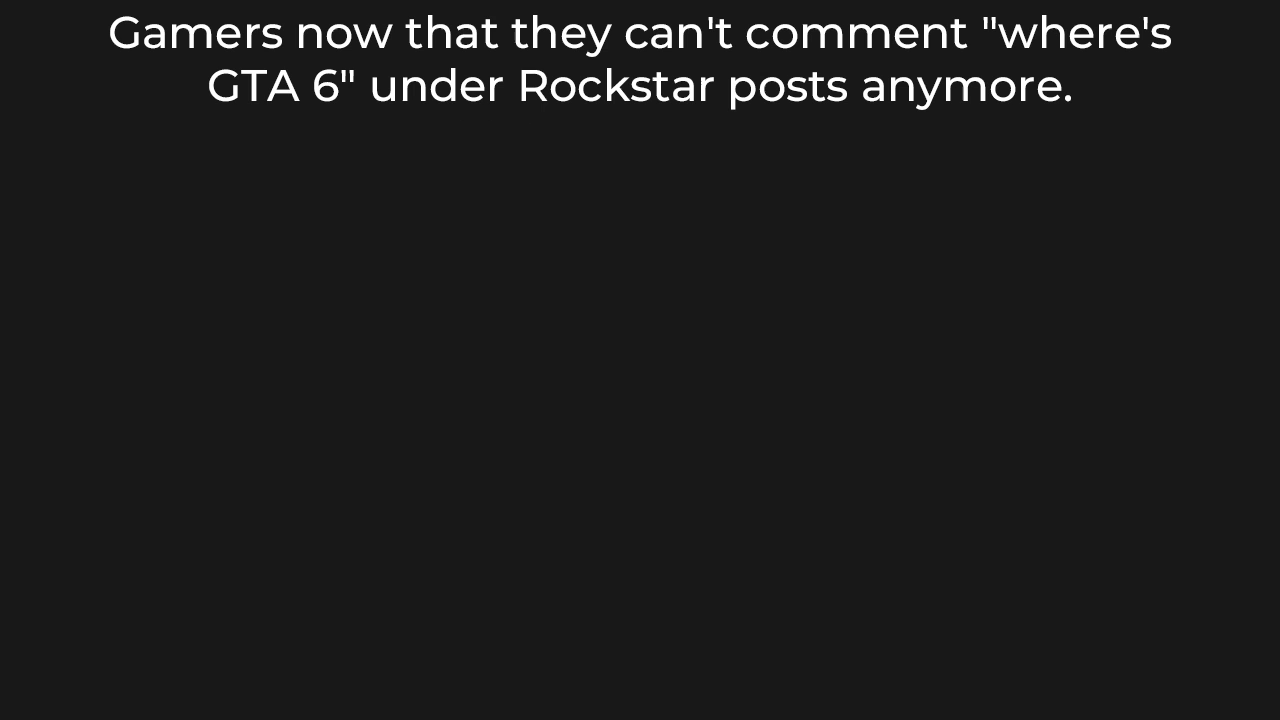 Gamers now that they can't comment "where's
GTA 6" under Rockstar posts anymore.